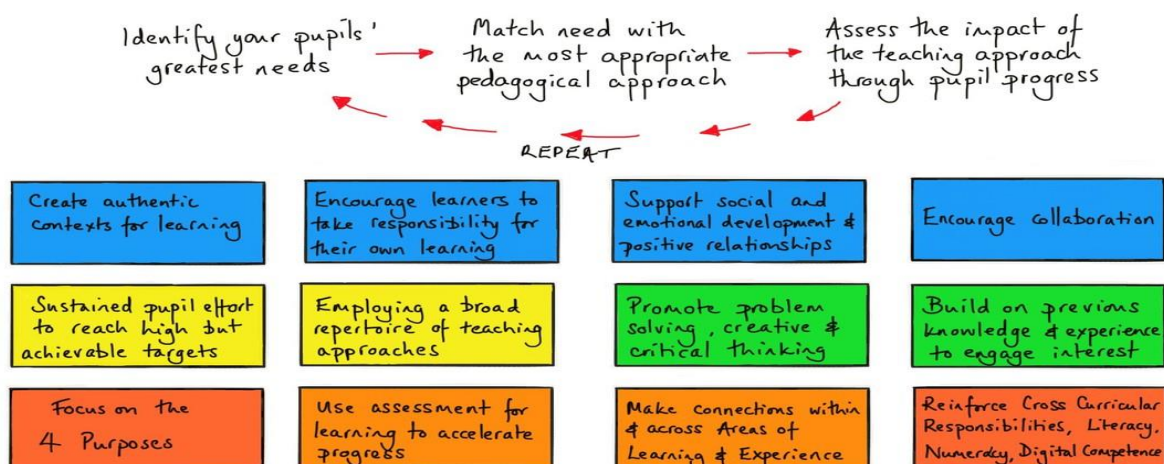 Identify your pupils'
greatest needs
Match need with
the most appropriate
pedagogical approach
Assess the impact of
the teaching approach
through pupil progress
REPEAT
Create authentic
contexts for learning
Encourage learners to
take responsibility for
their own learning
Support social and
emotional development &
positive relationships
Encourage collaboration
Sustained pupil effort
to reach high but
achievable targets
Employing a broad
repertoire of teaching
approaches
Promote problem
solving, creative &
critical thinking
Build on previous
knowledge & experience
to engage interest
Focus on the
4 Purposes
Use assessment for
learning to accelerate
progress
Make connections within
& across Areas of
Learning & Experience
Reinforce Cross Curricular
Responsibilities, Literacy,
Numeracy, Digital Competence